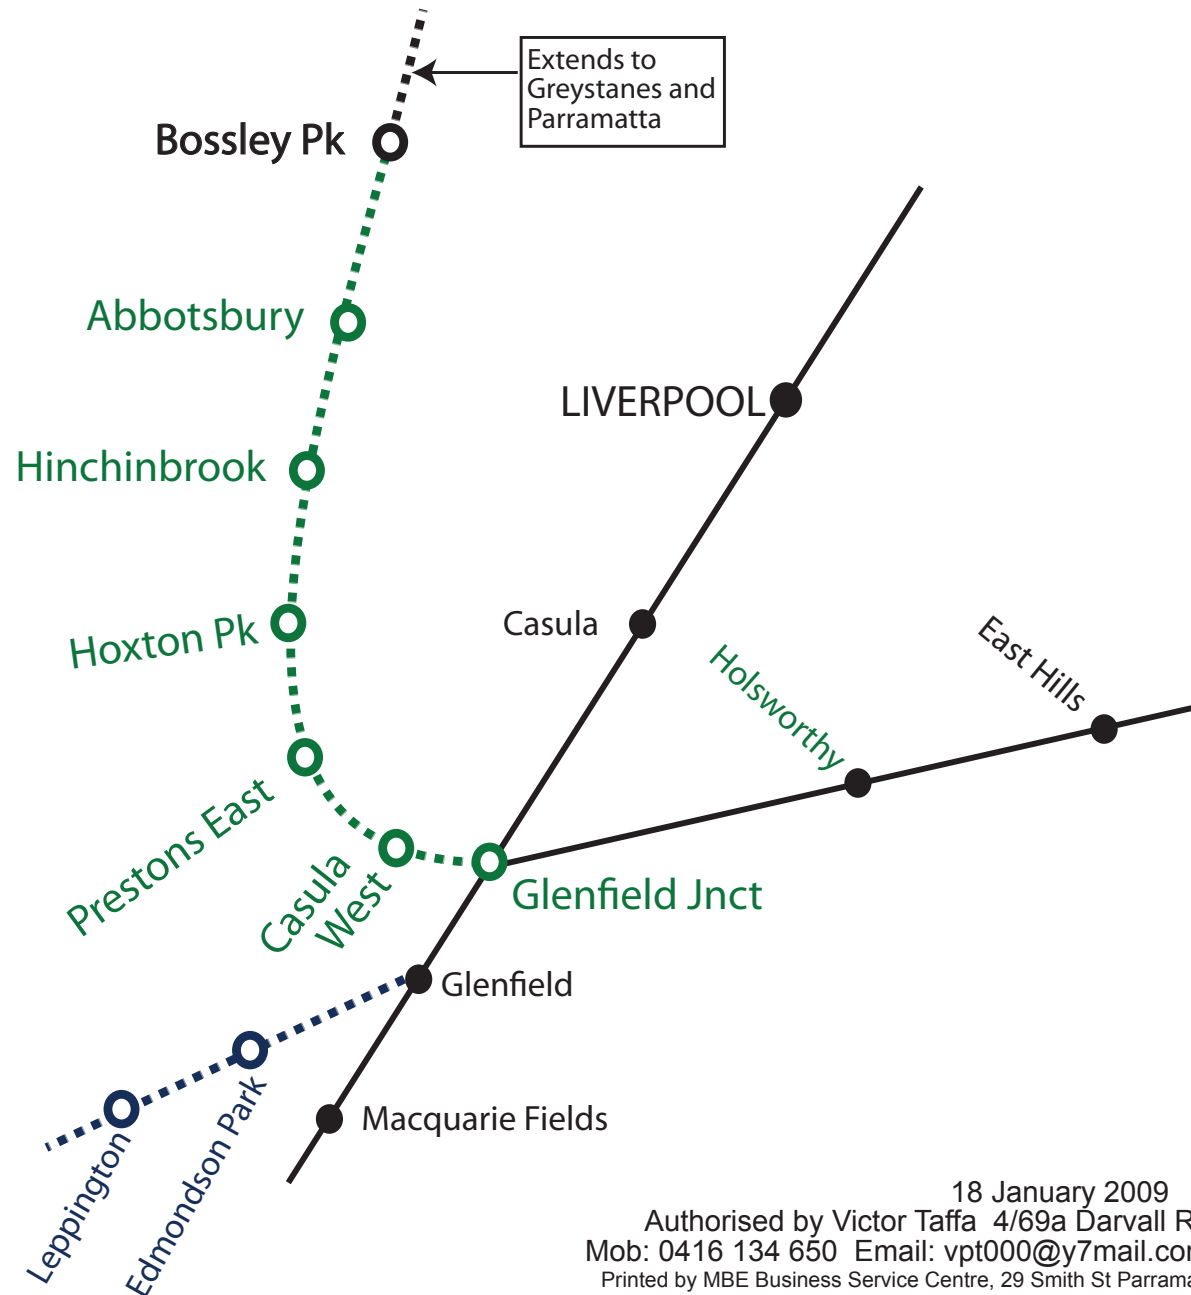 Extends to
Greystanes and
Parramatta
Bossley Pk
Abbotsbury
LIVERPOOL
Hinchinbrook
Casula
Hoxton Pk
Holsworthy
East Hills
Prestons East
Casula
West
Glenfield Jnct
Glenfield
Edmondson Park
Leppington
Macquarie Fields
18 January 2009
Authorised by Victor Taffa 4/69a Darvall
Mob: 0416 134 650 Email: vpt000@y7mail.com
Printed by MBE Business Service Centre, 29 Smith St